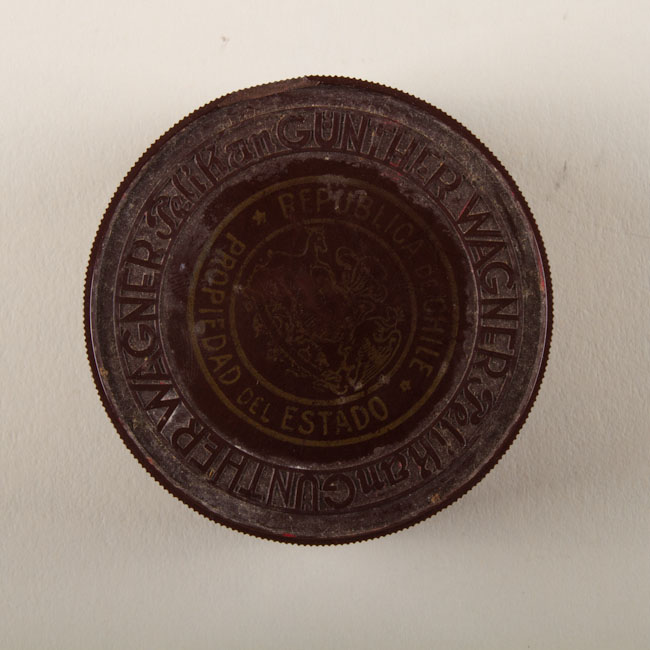 Pelikan GÜNTHER WAGNER Pelikan GÜNTHER WAGNER
REPUBLICA DE CHILE
★ PROPIEDAD DEL ESTADO ★